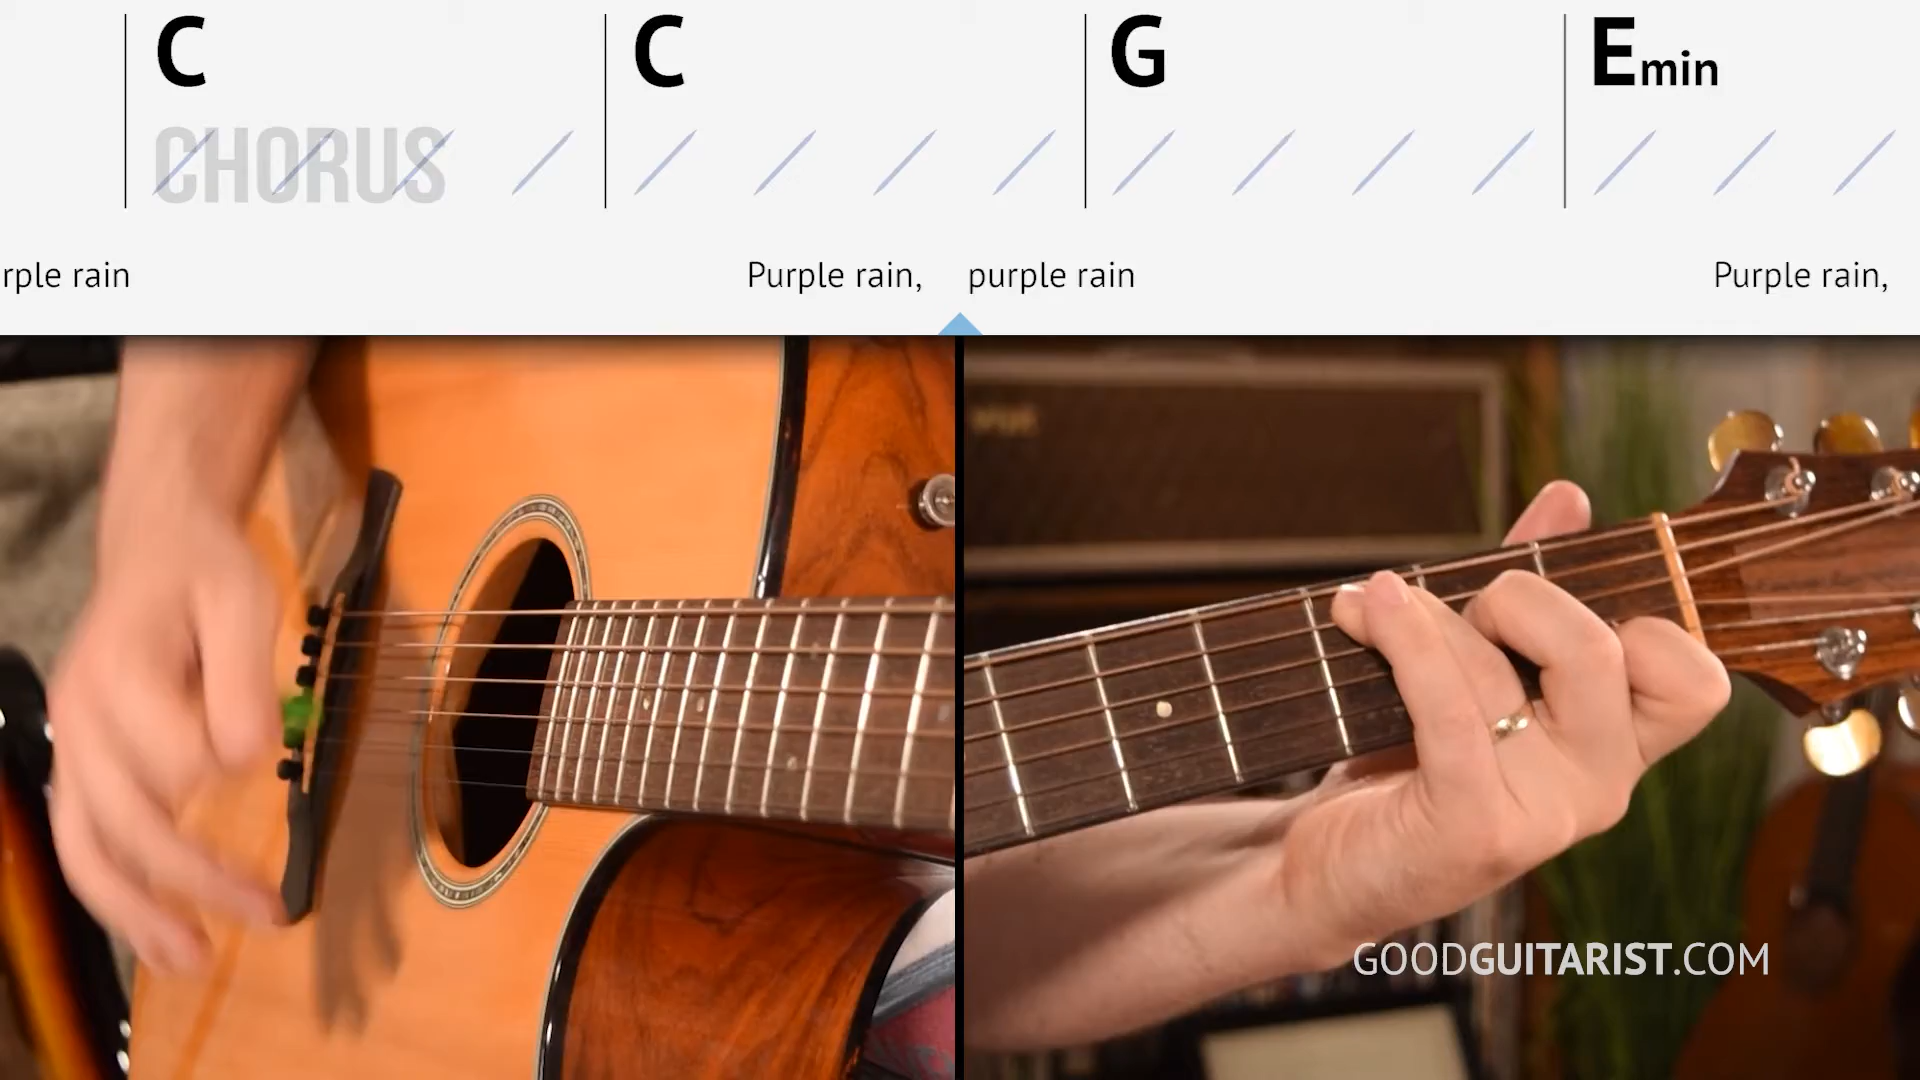 C C G Emin
CHORUS
rple rain Purple rain, purple rain Purple rain,
GOODGUITARIST.COM